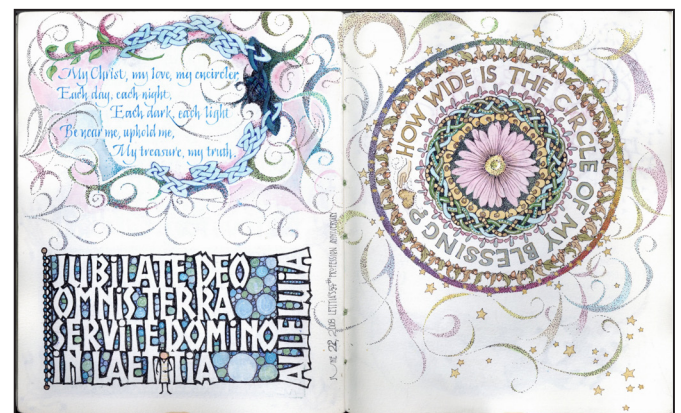 My Christ, my love, my encircler,
Each day, each night,
Each dark, each light
Be near me, uphold me,
My treasure, my truth.
JUBILATE DEO
OMNIS TERRA
SERVITE DOMINO
IN LAETITIA
ALLELUIA
22, 2008
HOW WIDE IS THE CIRCLE OF MY BLESSING?